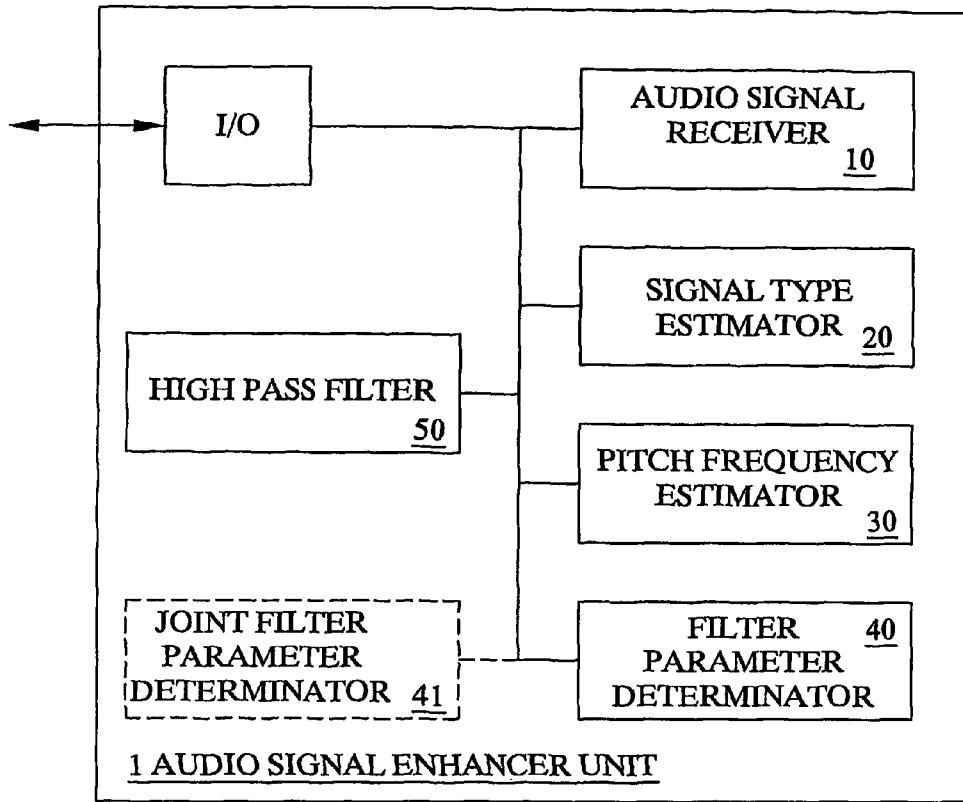 I/O
AUDIO SIGNAL
RECEIVER
10
SIGNAL TYPE
ESTIMATOR
20
HIGH PASS FILTER
50
PITCH FREQUENCY
ESTIMATOR
30
JOINT FILTER
PARAMETER
DETERMINATOR 41
FILTER 40
PARAMETER
DETERMINATOR
1 AUDIO SIGNAL ENHANCER UNIT